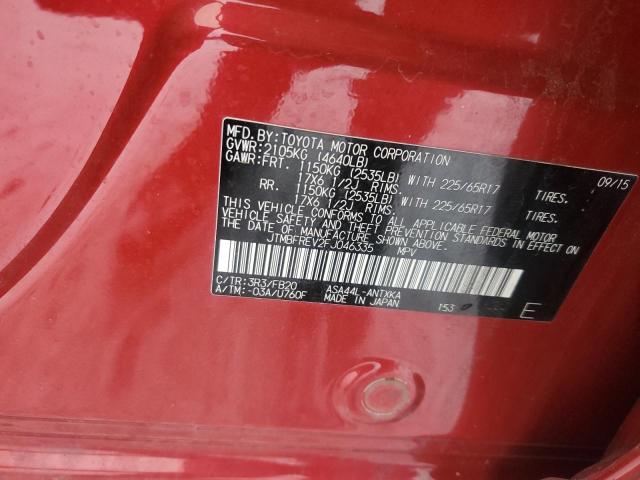 MFD. BY: TOYOTA MOTOR CORPORATION 09/15
GVWR: 2105KG (4640LB)
GAWR: FRT. 1150KG (2535LB) WITH 225/65R17 TIRES.
17X6 1/2J RIMS.
RR. 1150KG (2535LB) WITH 225/65R17 TIRES.
17X6 1/2J RIMS.
THIS VEHICLE CONFORMS TO ALL APPLICABLE FEDERAL MOTOR
VEHICLE SAFETY AND THEFT PREVENTION STANDARDS IN EFFECT ON
THE DATE OF MANUFACTURE SHOWN ABOVE.
JTMBFREV2FJ046335 MPV
C/TR: 3R3/FB20 ASA44L-ANTXKA
A/TM: -03A/U760F MADE IN JAPAN 153
E